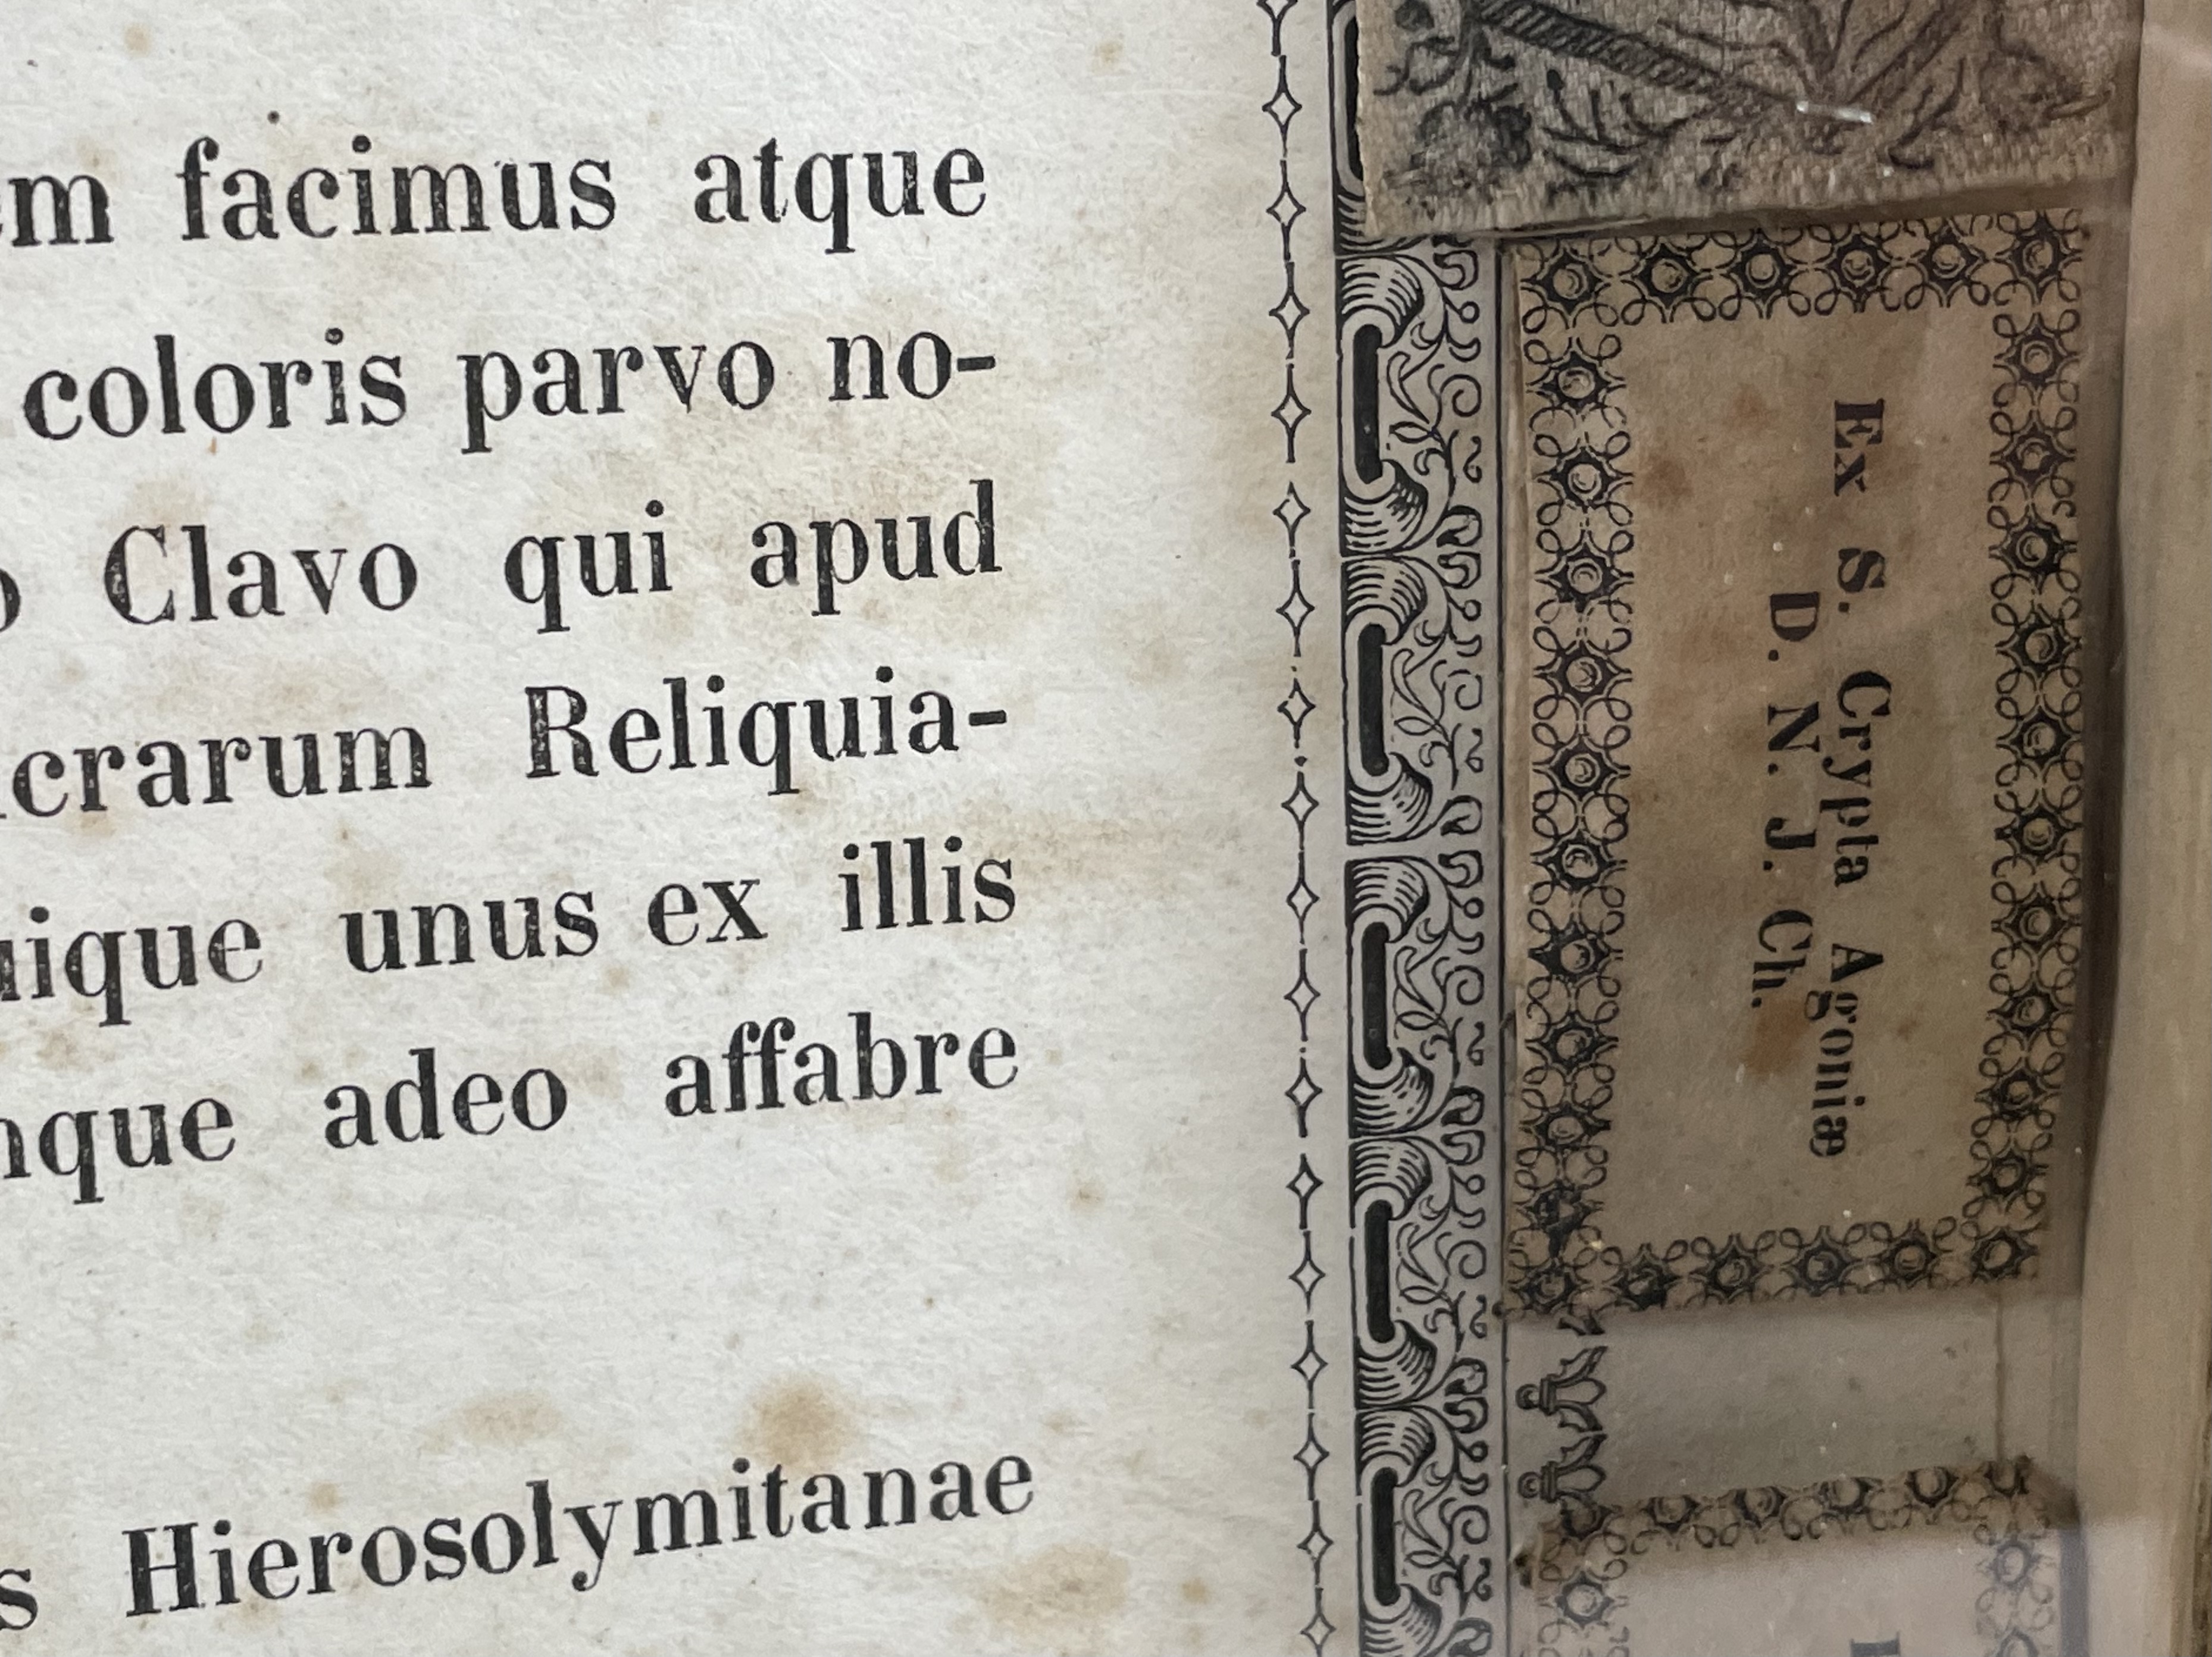 facimus atque
coloris parvo no-
Clavo qui apud
Reliquia-
unus ex illis
adeo affabre
Hierosolymitanae
Ex S. Crypta Agoniæ
D. N. J. Ch.